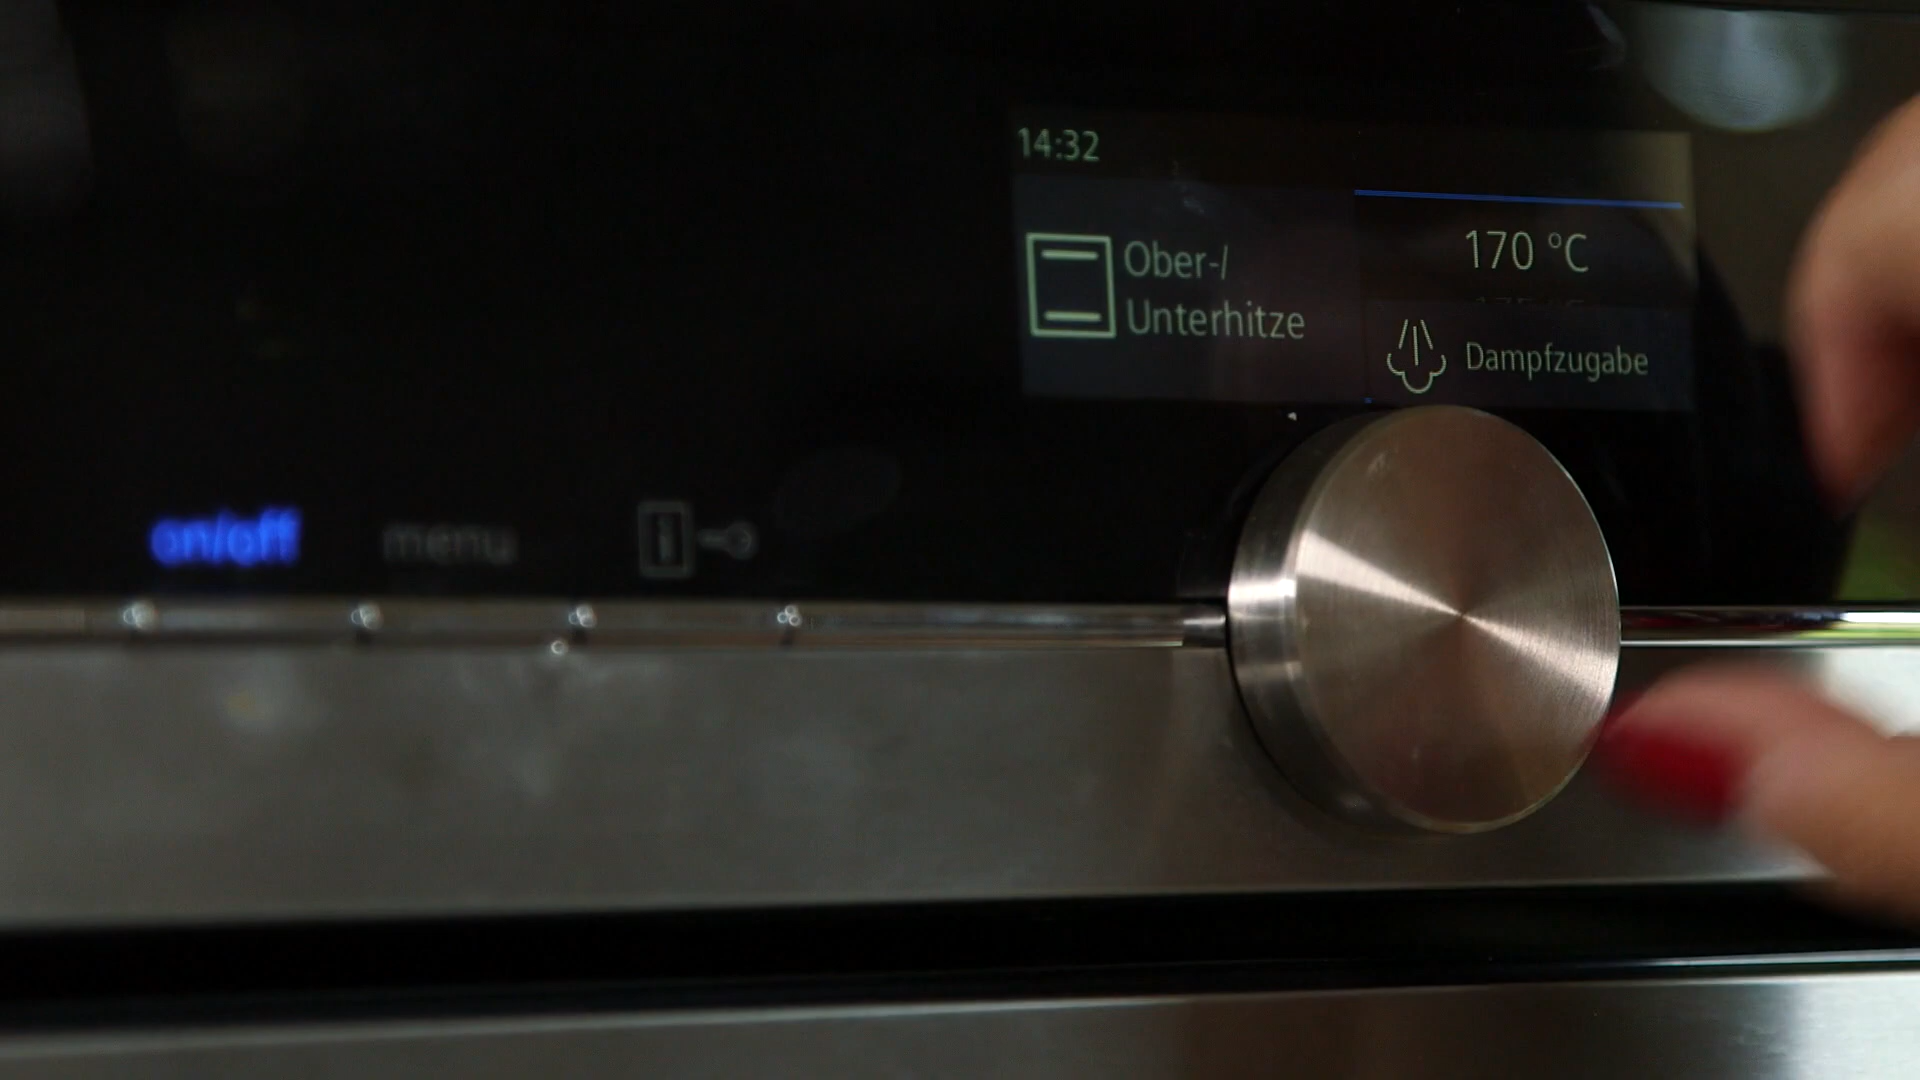 14:32
Ober-/
Unterhitze
170 °C
Dampfzugabe
on/off
menu
i